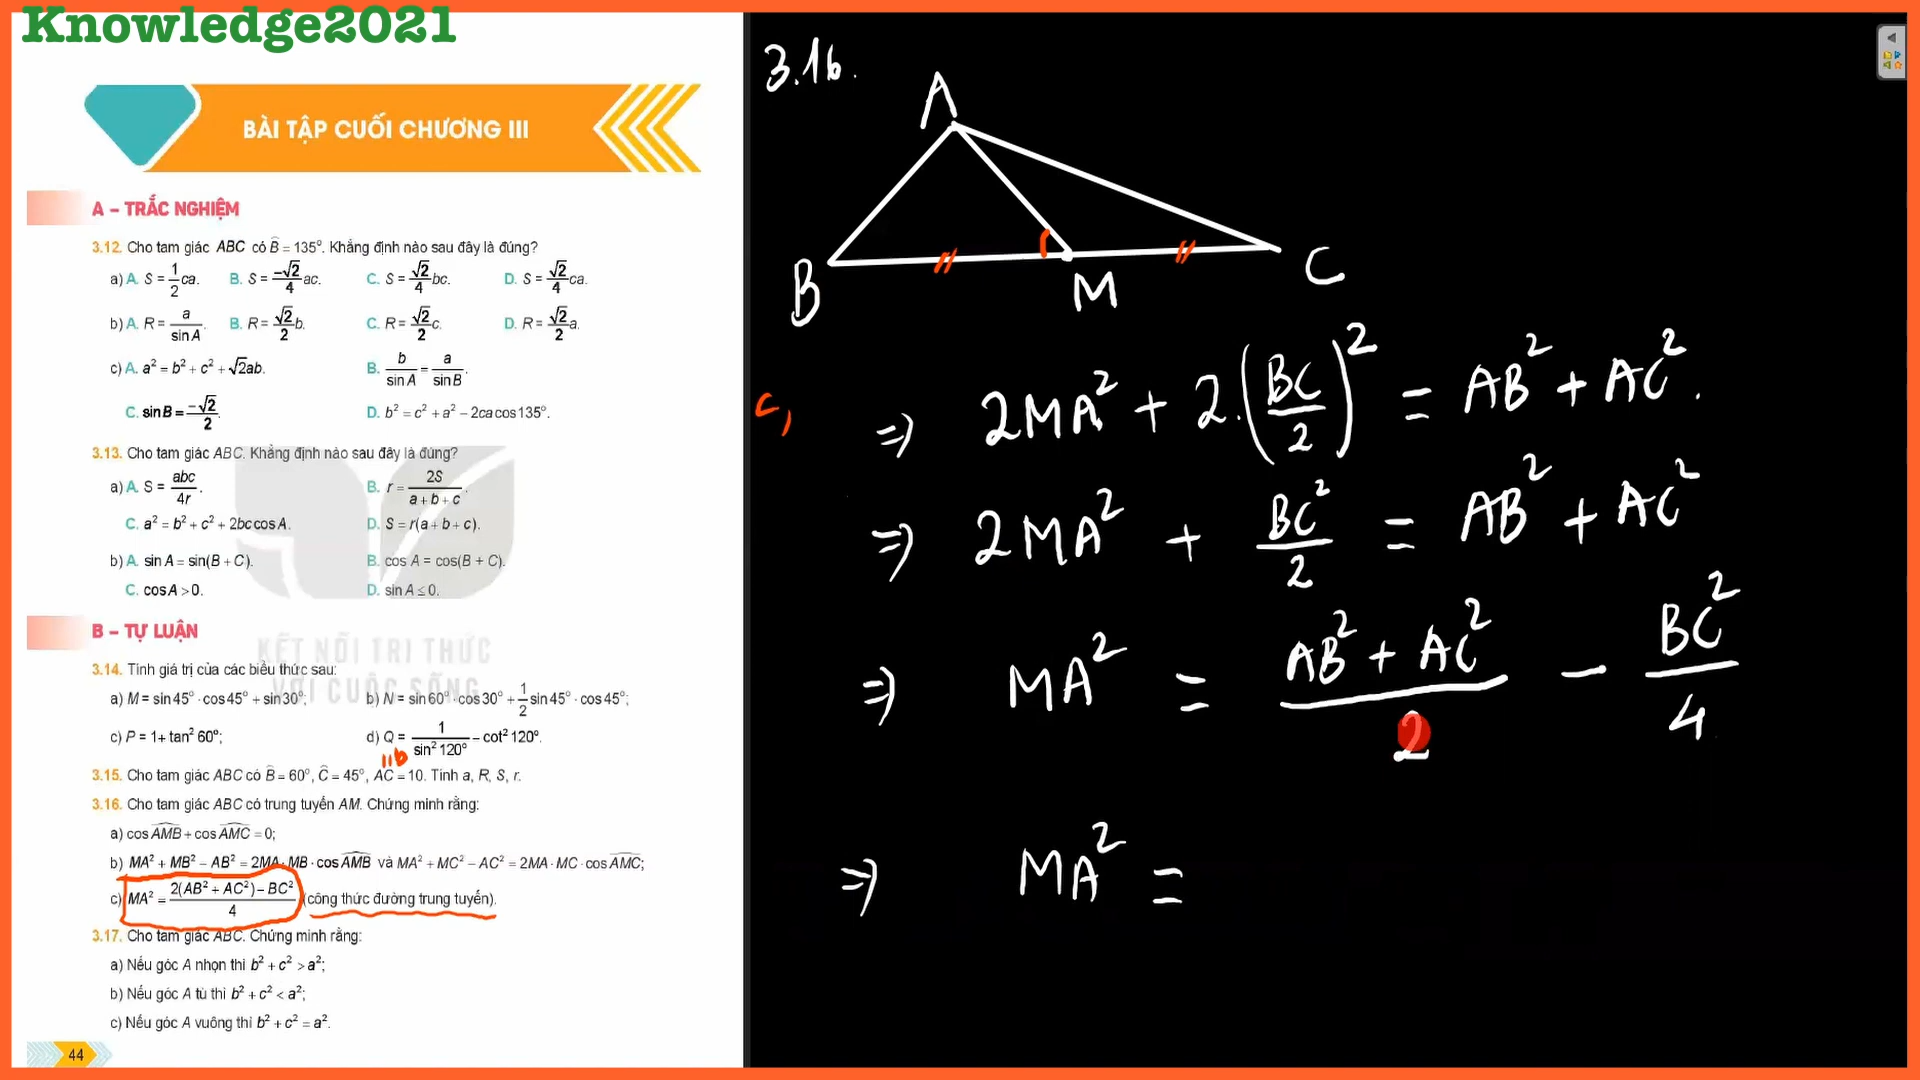 Knowledge2021
BÀI TẬP CUỐI CHƯƠNG III
A – TRẮC NGHIỆM
3.12. Cho tam giác ABC có B̂ = 135°. Khẳng định nào sau đây là đúng?
a) A. S = 1/2 ca. B. S = -√2/4 ac. C. S = √2/4 bc. D. S = √2/4 ca.
b) A. R = a/sin A. B. R = √2/2 b. C. R = √2/2 c. D. R = √2/2 a.
c) A. a² = b² + c² + √2ab. B. b/sin A = a/sin B.
C. sin B = -√2/2. D. b² = c² + a² − 2ca cos 135°.
3.13. Cho tam giác ABC. Khẳng định nào sau đây là đúng?
a) A. S = abc/4r. B. r = 2S/(a + b + c).
C. a² = b² + c² + 2bc cos A. D. S = r(a + b + c).
b) A. sin A = sin(B + C). B. cos A = cos(B + C).
C. cos A > 0. D. sin A ≤ 0.
B – TỰ LUẬN
KẾT NỐI TRI THỨC
VỚI CUỘC SỐNG
3.14. Tính giá trị của các biểu thức sau:
a) M = sin 45° · cos 45° + sin 30°; b) N = sin 60° · cos 30° + 1/2 sin 45° · cos 45°;
c) P = 1 + tan² 60°; d) Q = 1/sin² 120° − cot² 120°.
11b
3.15. Cho tam giác ABC có B̂ = 60°, Ĉ = 45°, AC = 10. Tính a, R, S, r.
3.16. Cho tam giác ABC có trung tuyến AM. Chứng minh rằng:
a) cos AMB + cos AMC = 0;
b) MA² + MB² − AB² = 2MA · MB · cos AMB và MA² + MC² − AC² = 2MA · MC · cos AMC;
c) MA² = (2(AB² + AC²) − BC²)/4 (công thức đường trung tuyến).
3.17. Cho tam giác ABC. Chứng minh rằng:
a) Nếu góc A nhọn thì b² + c² > a²;
b) Nếu góc A tù thì b² + c² < a²;
c) Nếu góc A vuông thì b² + c² = a².
44
3.16.
A
B
M
C
c, ⇒ 2MA² + 2.(BC/2)² = AB² + AC².
⇒ 2MA² + BC²/2 = AB² + AC²
⇒ MA² = (AB² + AC²)/2 − BC²/4
⇒ MA² =